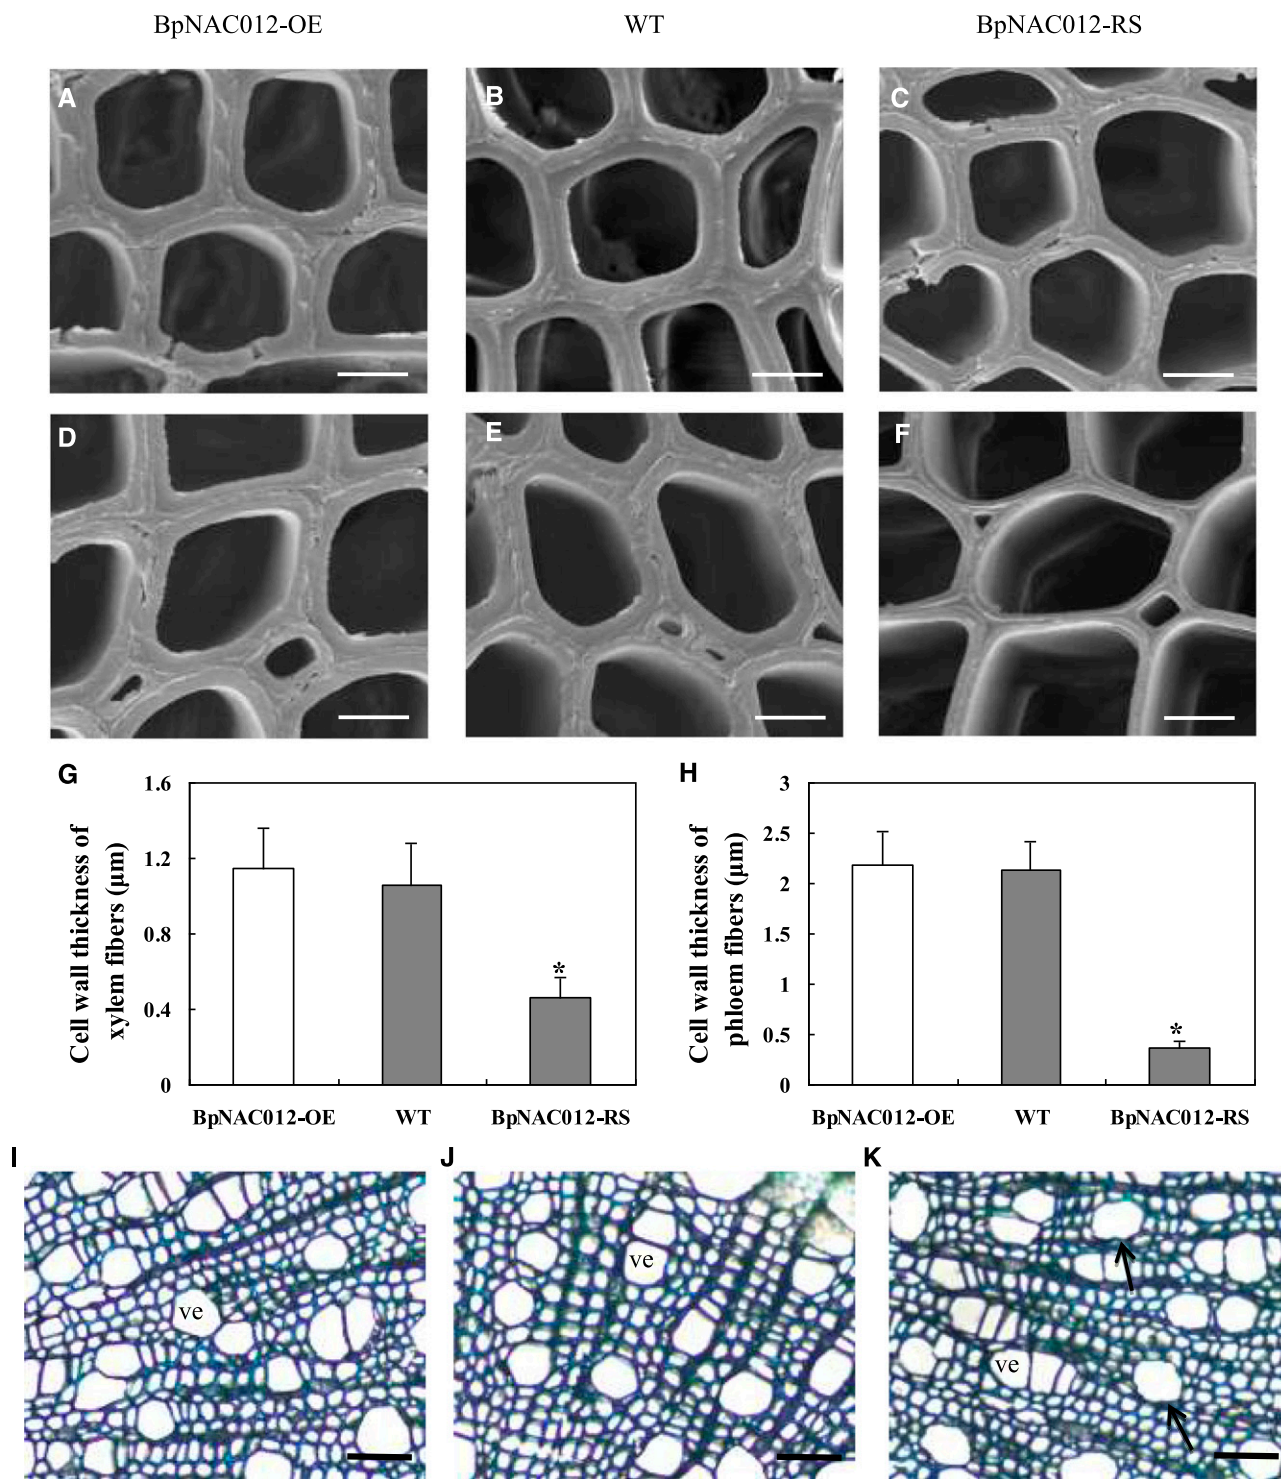 BpNAC012-OE WT BpNAC012-RS
A B C
D E F
G
Cell wall thickness of
xylem fibers (μm)
1.6
1.2
0.8
0.4
0
*
BpNAC012-OE WT BpNAC012-RS
H
Cell wall thickness of
phloem fibers (μm)
3
2.5
2
1.5
1
0.5
0
*
BpNAC012-OE WT BpNAC012-RS
I J K
ve ve ve